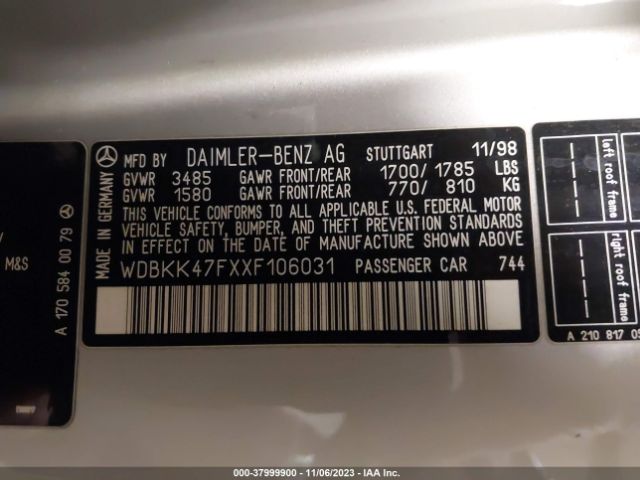 MFD BY DAIMLER-BENZ AG STUTTGART 11/98
GVWR 3485 GAWR FRONT/REAR 1700/1785 LBS
GVWR 1580 GAWR FRONT/REAR 770/ 810 KG
THIS VEHICLE CONFORMS TO ALL APPLICABLE U.S. FEDERAL MOTOR
VEHICLE SAFETY, BUMPER, AND THEFT PREVENTION STANDARDS
IN EFFECT ON THE DATE OF MANUFACTURE SHOWN ABOVE
WDBKK47FXXF106031 PASSENGER CAR 744
MADE IN GERMANY
A 170 584 00 79
M&S
left roof frame
right roof frame
A 210 817 05
000-37999900 - 11/06/2023 - IAA Inc.